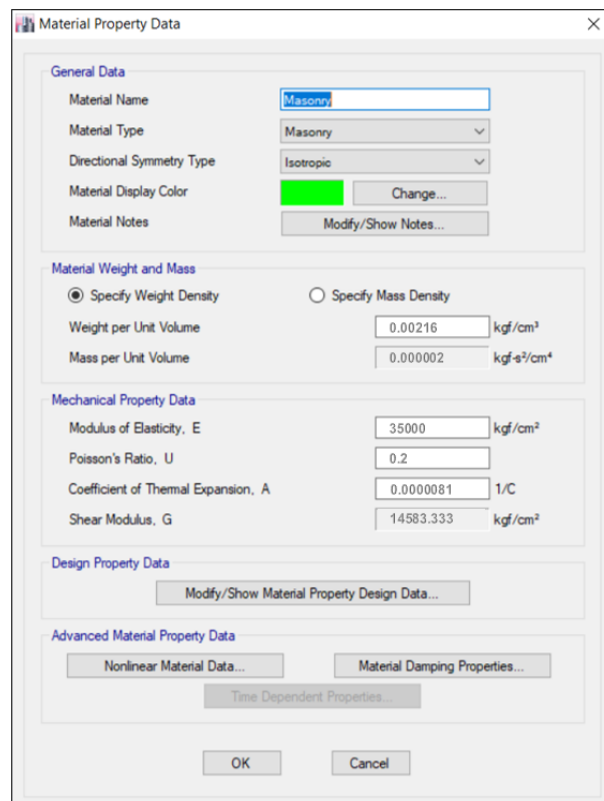 Material Property Data
General Data
Material Name Masonry
Material Type Masonry
Directional Symmetry Type Isotropic
Material Display Color Change...
Material Notes Modify/Show Notes...
Material Weight and Mass
Specify Weight Density Specify Mass Density
Weight per Unit Volume 0.00216 kgf/cm³
Mass per Unit Volume 0.000002 kgf-s²/cm⁴
Mechanical Property Data
Modulus of Elasticity, E 35000 kgf/cm²
Poisson's Ratio, U 0.2
Coefficient of Thermal Expansion, A 0.0000081 1/C
Shear Modulus, G 14583.333 kgf/cm²
Design Property Data
Modify/Show Material Property Design Data...
Advanced Material Property Data
Nonlinear Material Data... Material Damping Properties...
Time Dependent Properties...
OK Cancel